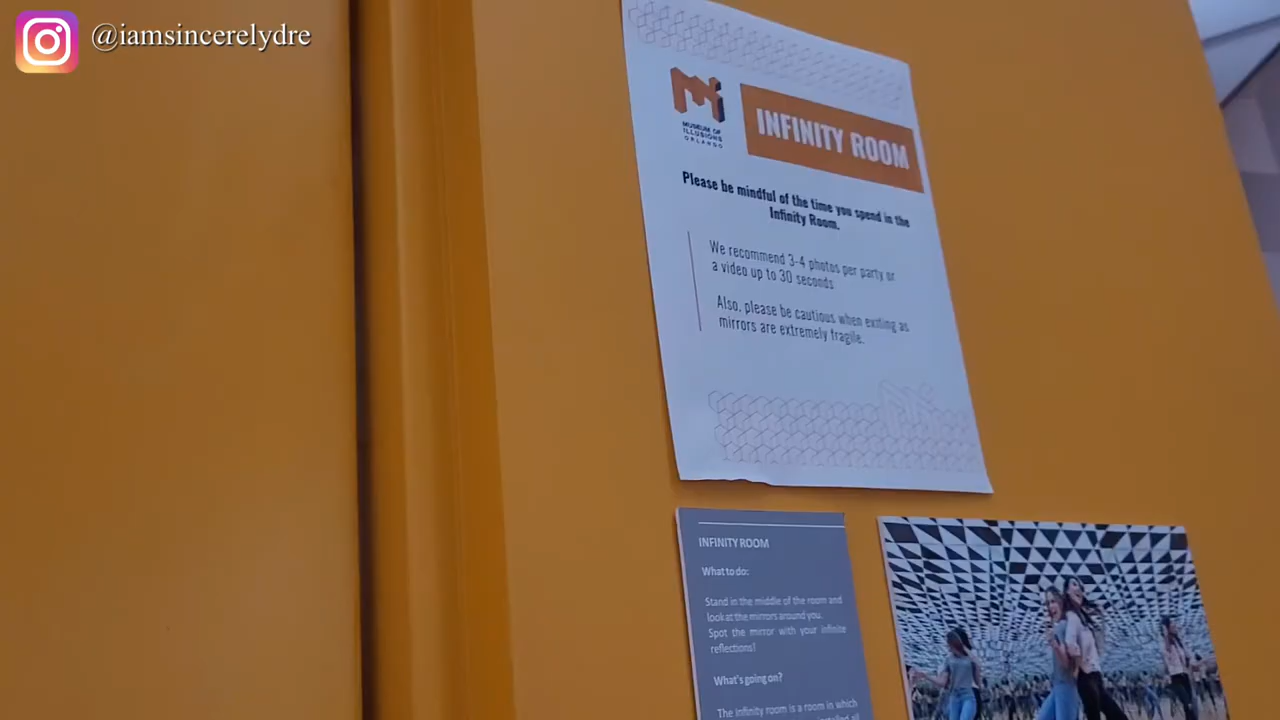 @iamsincerelydre
MUSEUM OF
ILLUSIONS
ORLANDO
INFINITY ROOM
Please be mindful of the time you spend in the
Infinity Room.
We recommend 3-4 photos per party or
a video up to 30 seconds
Also, please be cautious when exiting as
mirrors are extremely fragile.
INFINITY ROOM
What to do:
Stand in the middle of the room and
look at the mirrors around you.
Spot the mirror with your infinite
reflections!
What's going on?
The infinity room is a room in which